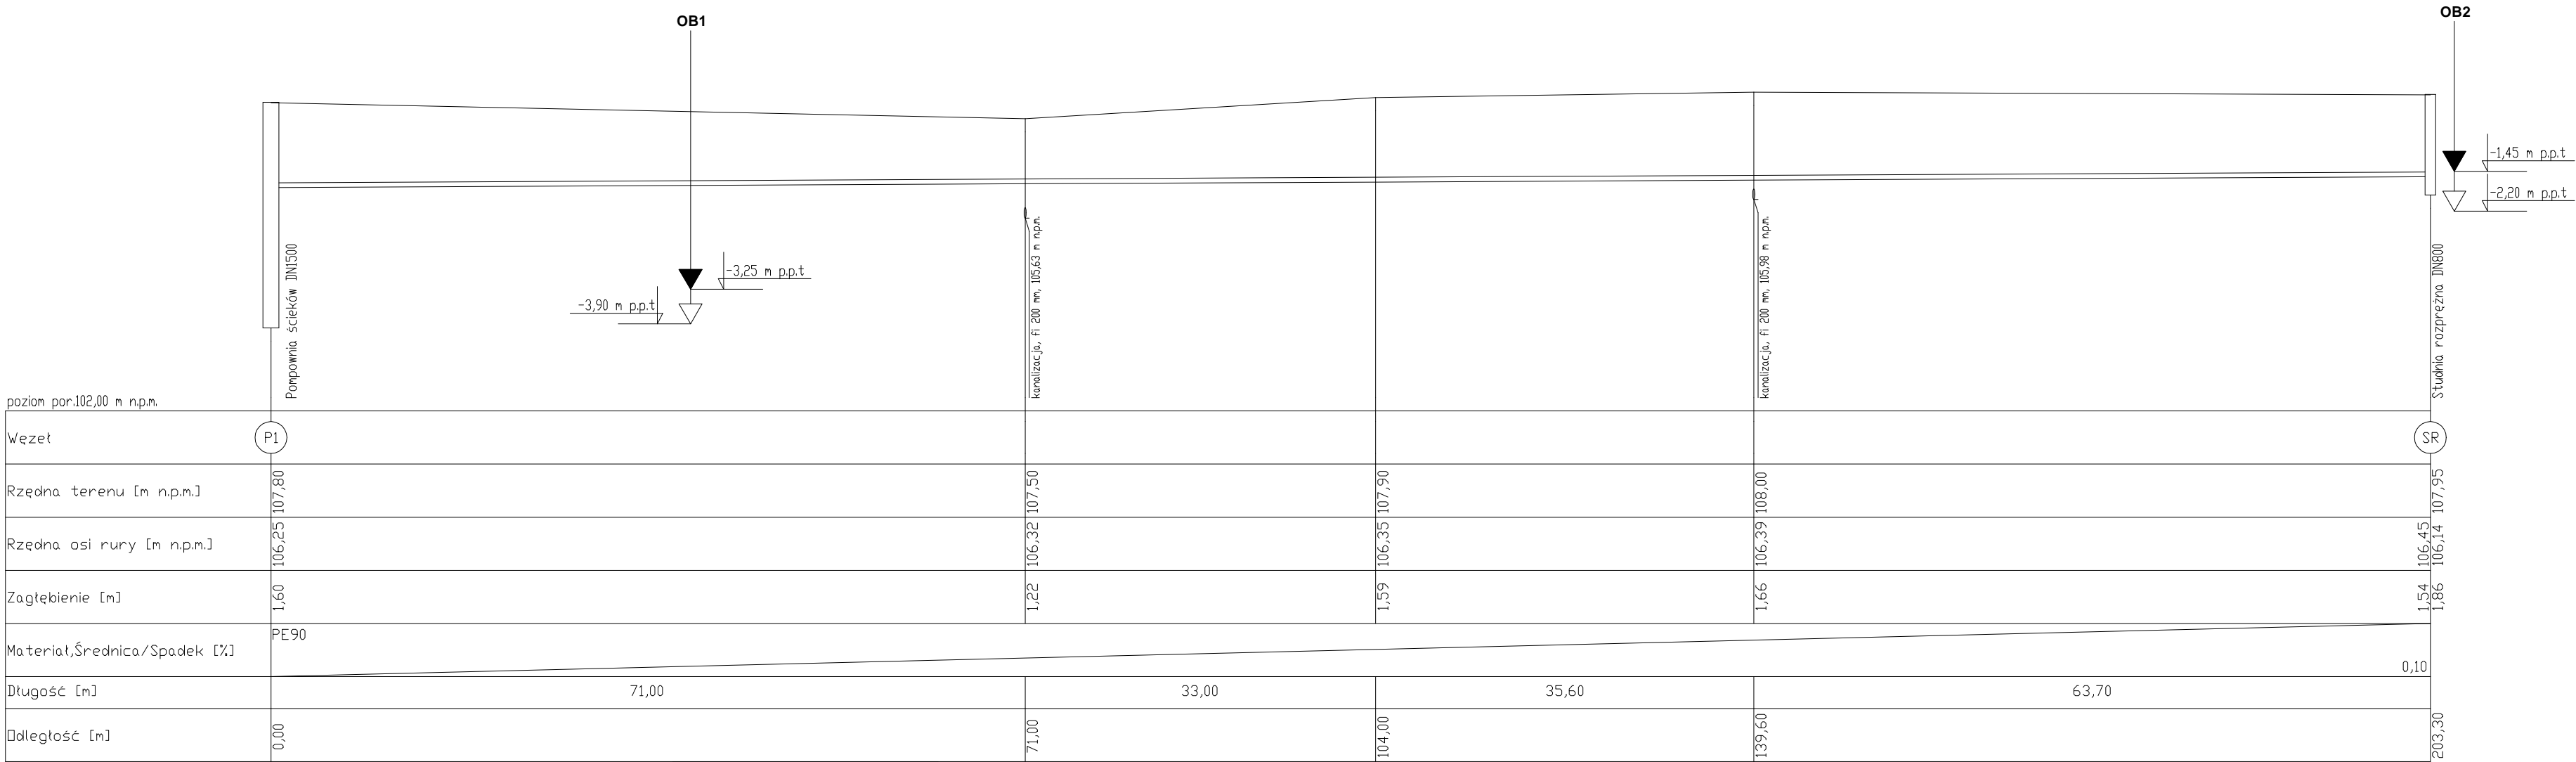 OB1
OB2
-1,45 m p.p.t
-2,20 m p.p.t
-3,25 m p.p.t
-3,90 m p.p.t
Pompownia ścieków DN1500
kanalizacja, fi 200 mm, 105,63 m n.p.m.
kanalizacja, fi 200 mm, 105,98 m n.p.m.
Studnia rozprężna DN800
poziom por.102,00 m n.p.m.
Węzeł P1 SR
Rzędna terenu [m n.p.m.] 107,80 107,50 107,90 108,00 107,95
Rzędna osi rury [m n.p.m.] 106,25 106,32 106,35 106,39 106,45 106,14
Zagłębienie [m] 1,60 1,22 1,59 1,66 1,54 1,86
PE90
Materiał,Średnica/Spadek [%]
0,10
Długość [m] 71,00 33,00 35,60 63,70
Odległość [m] 0,00 71,00 104,00 139,60 203,30